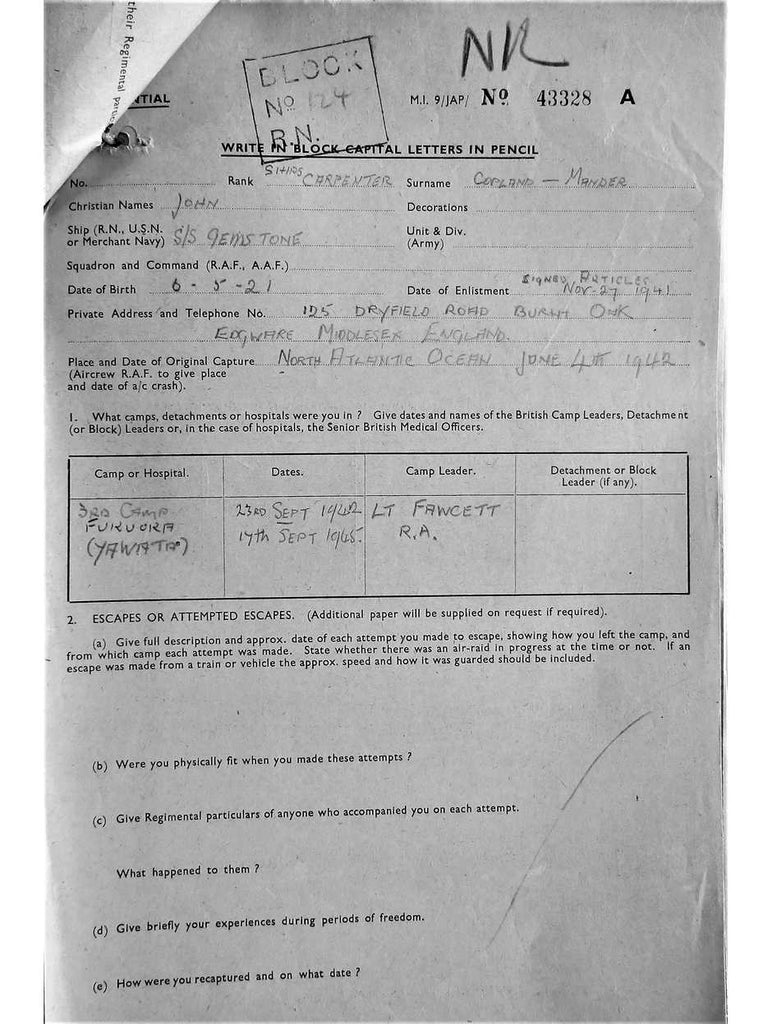 their Regimental
NR
BLOCK
Nº 124
R.N.
NTIAL
M.I. 9/JAP/ Nº 43328 A
WRITE IN BLOCK CAPITAL LETTERS IN PENCIL
No. Rank SHIPS CARPENTER Surname COPLAND - MANDER
Christian Names JOHN Decorations
Ship (R.N., U.S.N. or Merchant Navy) S/S GEMSTONE Unit & Div. (Army)
Squadron and Command (R.A.F., A.A.F.)
Date of Birth 6 - 5 - 21 Date of Enlistment SIGNED ARTICLES Nov-27 1941
Private Address and Telephone No. 125 DRYFIELD ROAD BURNT OAK
EDGWARE MIDDLESEX ENGLAND.
Place and Date of Original Capture NORTH ATLANTIC OCEAN JUNE 4TH 1942
(Aircrew R.A.F. to give place
and date of a/c crash).
1. What camps, detachments or hospitals were you in ? Give dates and names of the British Camp Leaders, Detachment
(or Block) Leaders or, in the case of hospitals, the Senior British Medical Officers.
Camp or Hospital. Dates. Camp Leader. Detachment or Block Leader (if any).
3RD CAMP 23RD SEPT 1942 LT FAWCETT
FUKUOKA 17th SEPT 1945. R.A.
(YAWATA)
2. ESCAPES OR ATTEMPTED ESCAPES. (Additional paper will be supplied on request if required).
(a) Give full description and approx. date of each attempt you made to escape, showing how you left the camp, and
from which camp each attempt was made. State whether there was an air-raid in progress at the time or not. If an
escape was made from a train or vehicle the approx. speed and how it was guarded should be included.
(b) Were you physically fit when you made these attempts ?
(c) Give Regimental particulars of anyone who accompanied you on each attempt.
What happened to them ?
(d) Give briefly your experiences during periods of freedom.
(e) How were you recaptured and on what date ?